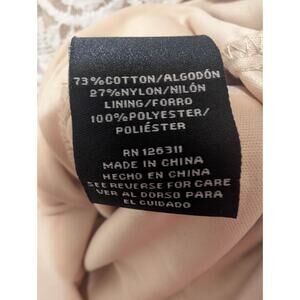 73%COTTON/ALGODÓN
27%NYLON/NILÓN
LINING/FORRO
100%POLYESTER/
POLIÉSTER
RN 126311
MADE IN CHINA
HECHO EN CHINA
SEE REVERSE FOR CARE
VER AL DORSO PARA
EL CUIDADO